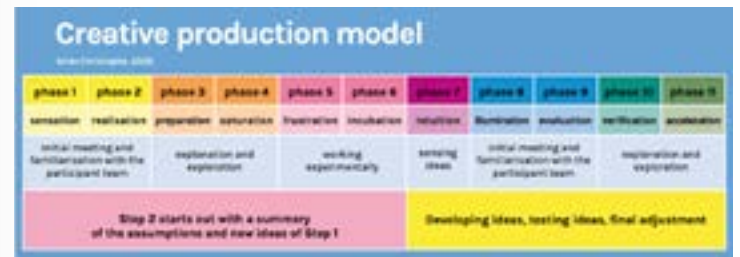 Creative production model
phase 1 phase 2 phase 3 phase 4 phase 5 phase 6 phase 7 phase 8 phase 9 phase 10 phase 11
sensation realisation preparation saturation frustration incubation intuition illumination evaluation verification acceleration
initial meeting and
familiarisation with the
participant team
explanation and
exploration
working
experimentally
sensing
ideas
initial meeting and
familiarisation with the
participant team
explanation and
exploration
Step 2 starts out with a summary
of the assumptions and new ideas of Step 1
Developing ideas, testing ideas, final adjustment